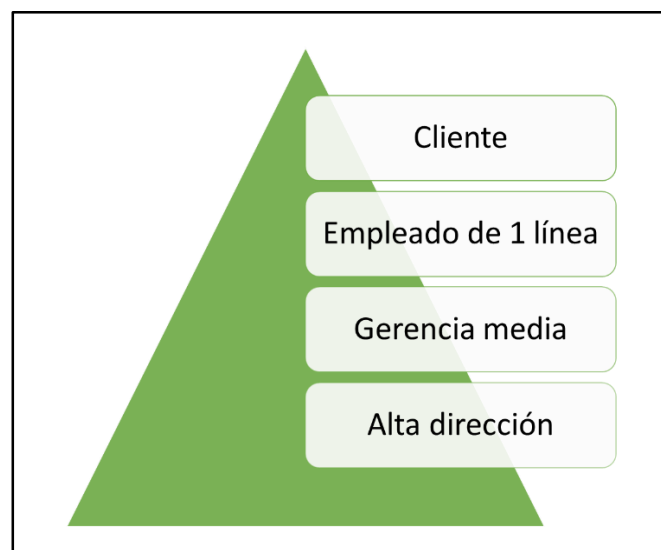 Cliente
Empleado de 1 línea
Gerencia media
Alta dirección